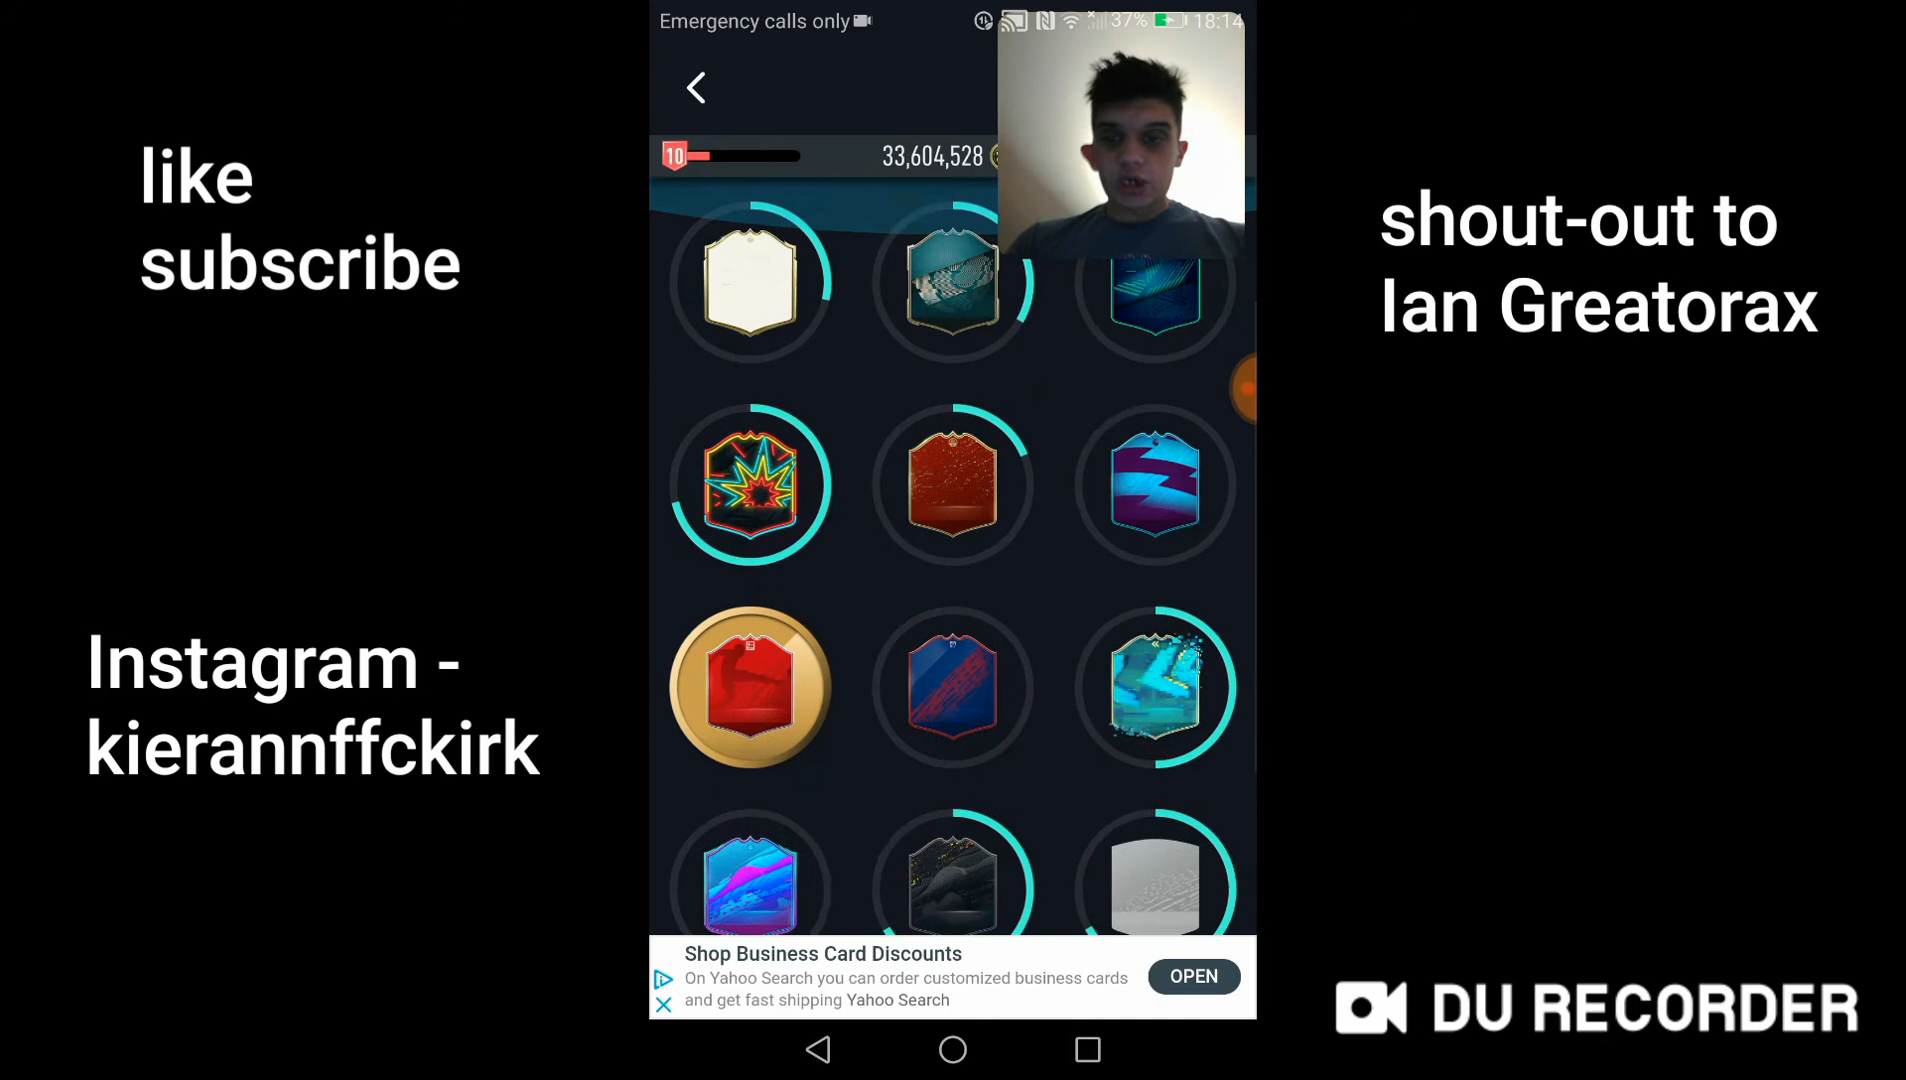 Emergency calls only
37%
18:14
10
33,604,528
like
subscribe
shout-out to
Ian Greatorax
Instagram -
kierannffckirk
Shop Business Card Discounts
On Yahoo Search you can order customized business cards
and get fast shipping Yahoo Search
OPEN
DU RECORDER